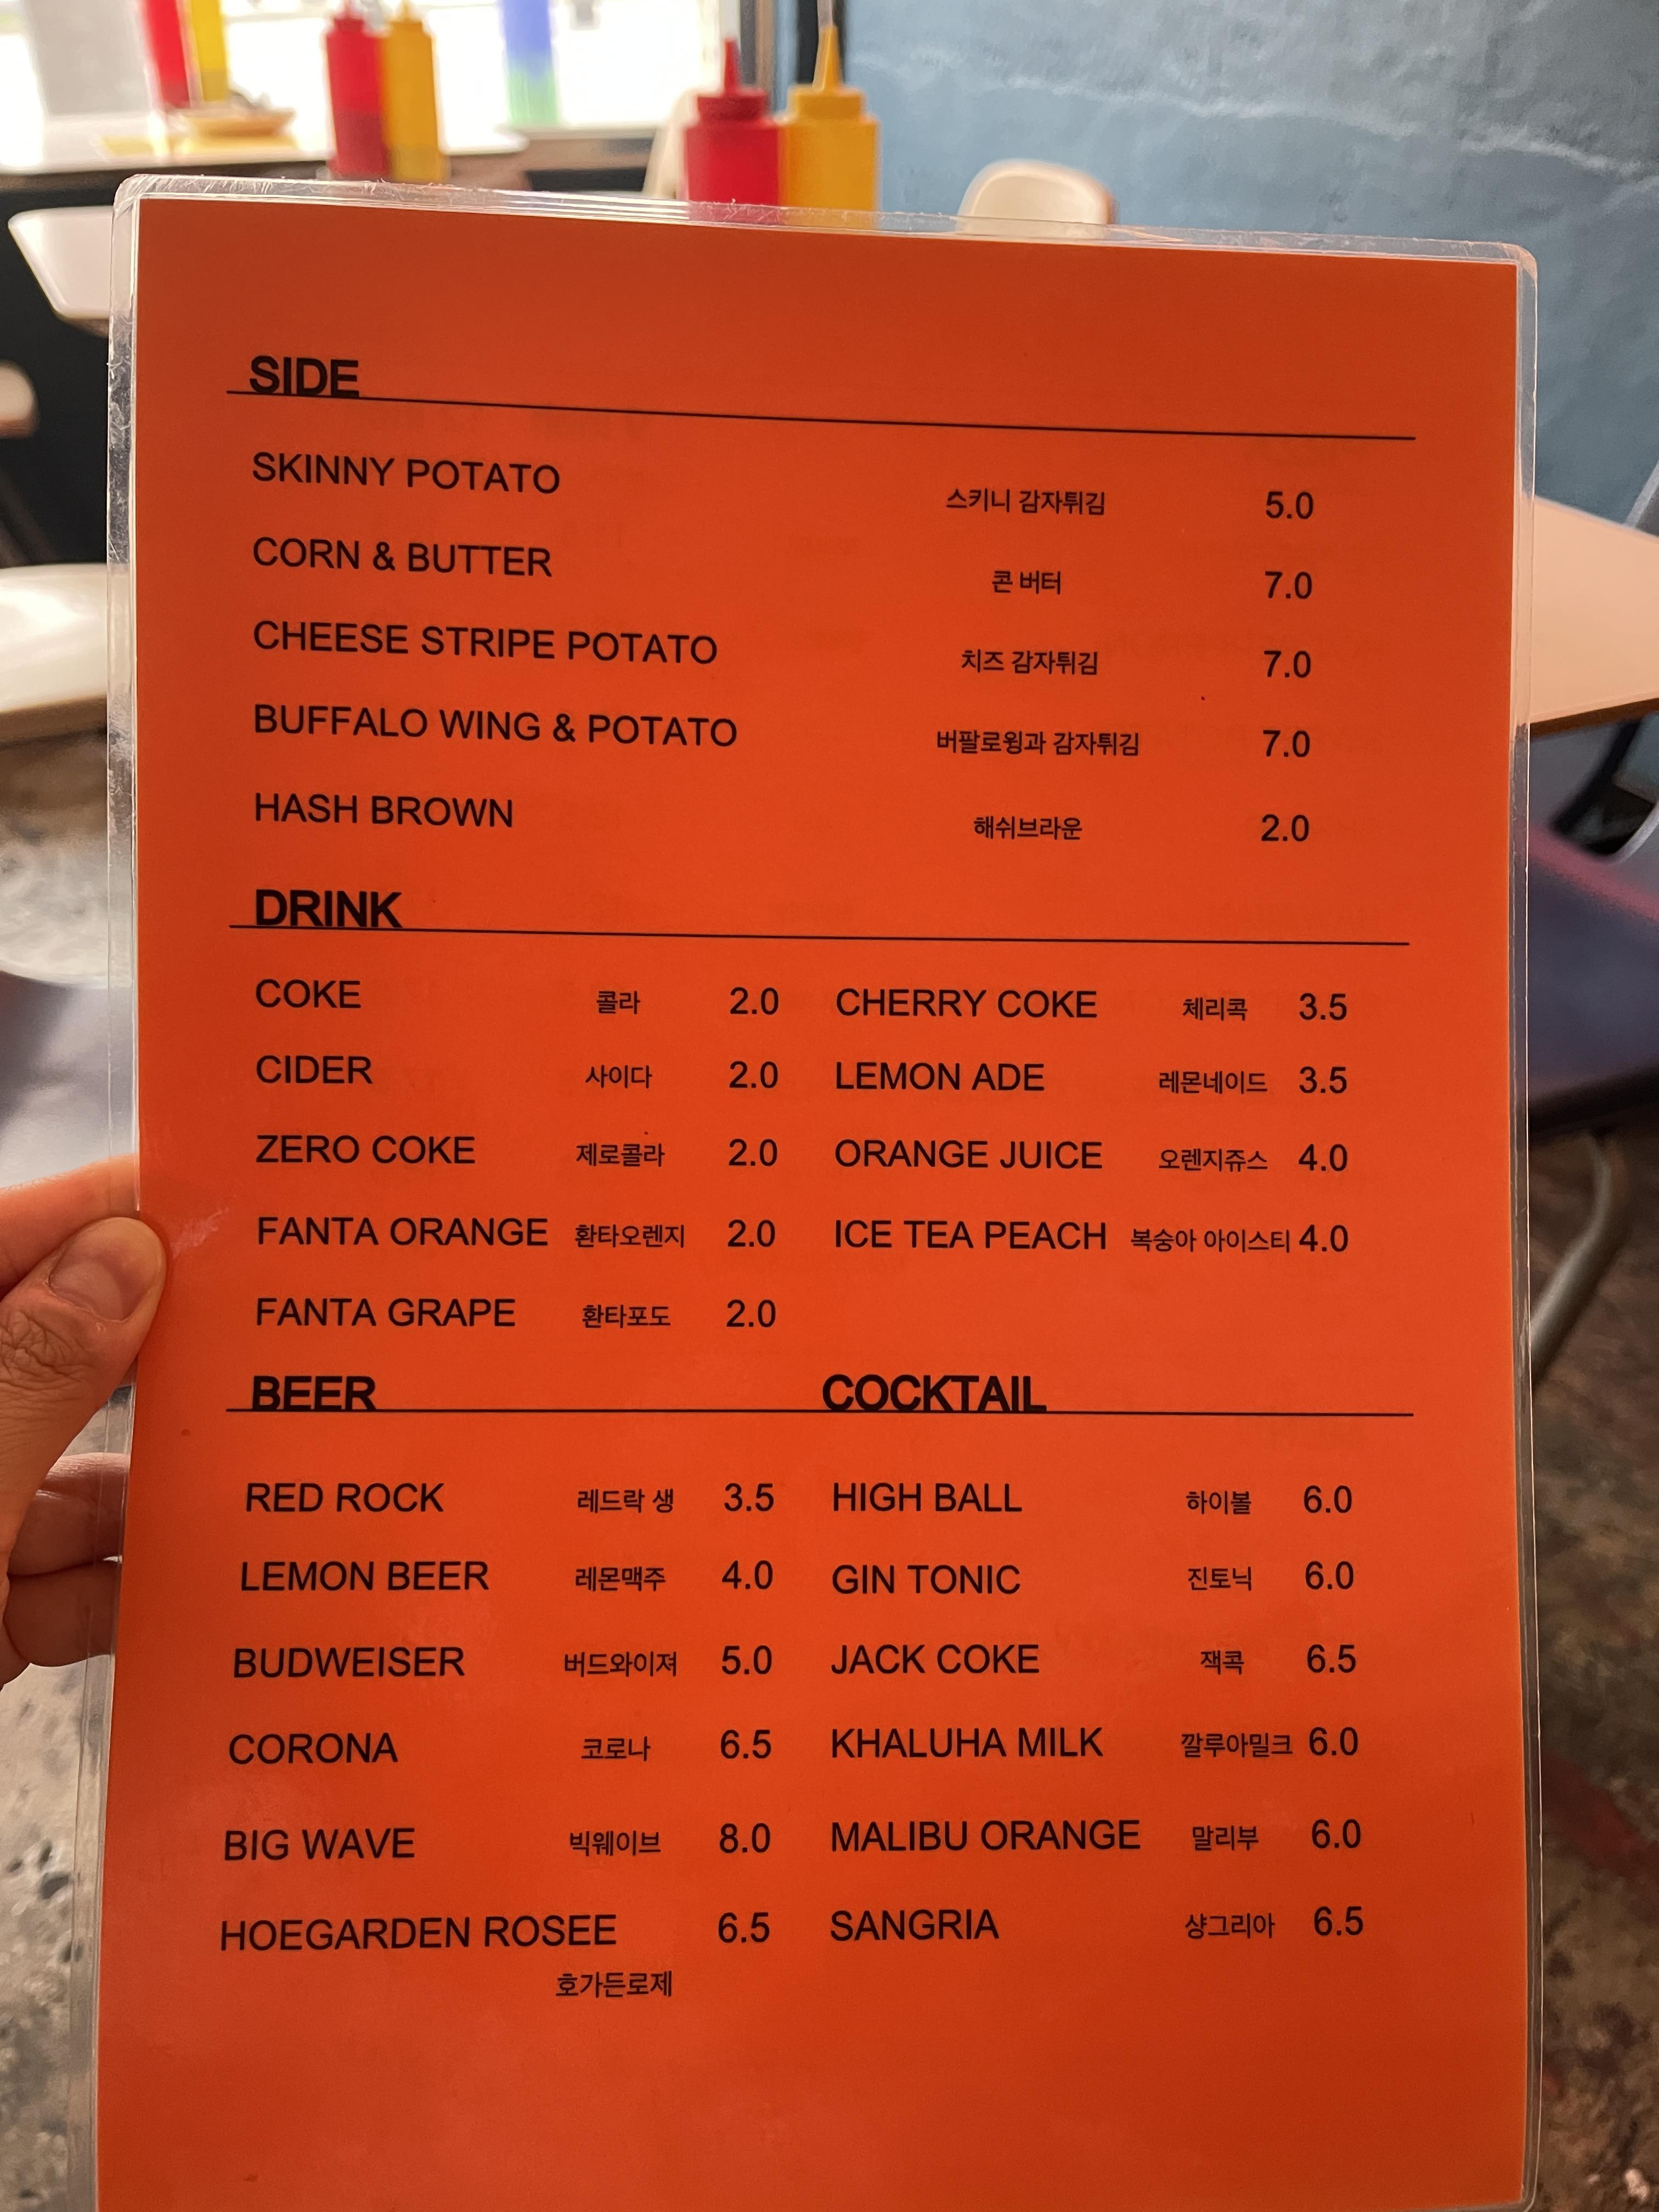 SIDE
SKINNY POTATO 스키니 감자튀김 5.0
CORN & BUTTER 콘 버터 7.0
CHEESE STRIPE POTATO 치즈 감자튀김 7.0
BUFFALO WING & POTATO 버팔로윙과 감자튀김 7.0
HASH BROWN 해쉬브라운 2.0
DRINK
COKE 콜라 2.0 CHERRY COKE 체리콕 3.5
CIDER 사이다 2.0 LEMON ADE 레몬네이드 3.5
ZERO COKE 제로콜라 2.0 ORANGE JUICE 오렌지쥬스 4.0
FANTA ORANGE 환타오렌지 2.0 ICE TEA PEACH 복숭아 아이스티 4.0
FANTA GRAPE 환타포도 2.0
BEER COCKTAIL
RED ROCK 레드락 생 3.5 HIGH BALL 하이볼 6.0
LEMON BEER 레몬맥주 4.0 GIN TONIC 진토닉 6.0
BUDWEISER 버드와이져 5.0 JACK COKE 잭콕 6.5
CORONA 코로나 6.5 KHALUHA MILK 깔루아밀크 6.0
BIG WAVE 빅웨이브 8.0 MALIBU ORANGE 말리부 6.0
HOEGARDEN ROSEE 6.5 SANGRIA 샹그리아 6.5
호가든로제